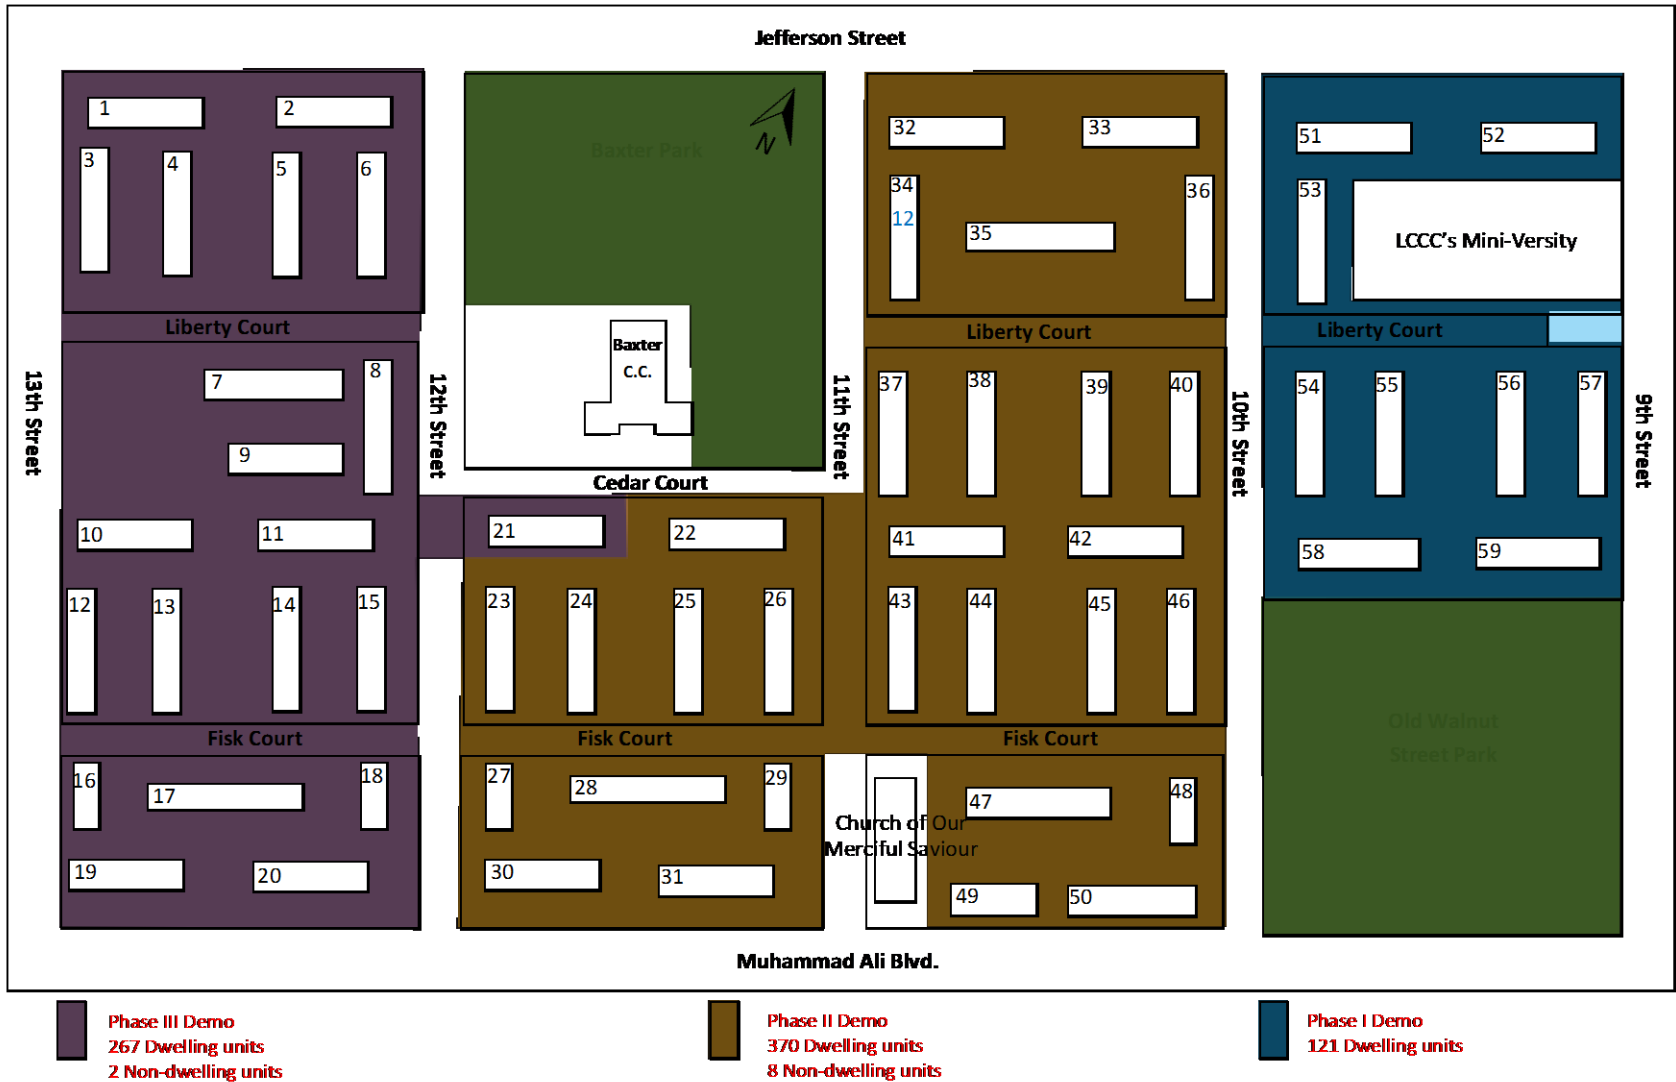 Jefferson Street
1
2
3
4
5
6
Baxter Park
N
32
33
34
12
35
36
51
52
53
LCCC's Mini-Versity
Liberty Court
Liberty Court
Liberty Court
13th Street
7
8
9
10
11
12
13
14
15
12th Street
Baxter
C.C.
Cedar Court
11th Street
21
22
23
24
25
26
37
38
39
40
41
42
43
44
45
46
10th Street
54
55
56
57
58
59
9th Street
Fisk Court
Fisk Court
Fisk Court
Old Walnut
Street Park
16
17
18
19
20
27
28
29
30
31
Church of Our
Merciful Saviour
47
48
49
50
Muhammad Ali Blvd.
Phase III Demo
267 Dwelling units
2 Non-dwelling units
Phase II Demo
370 Dwelling units
8 Non-dwelling units
Phase I Demo
121 Dwelling units